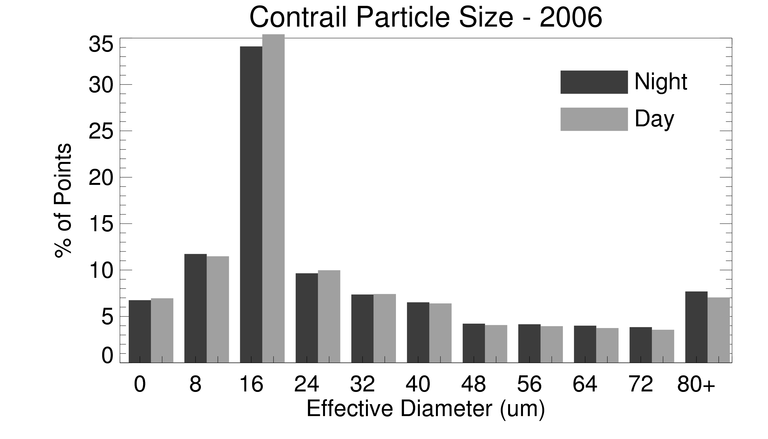 Contrail Particle Size - 2006
% of Points
35
30
25
20
15
10
5
0
Night
Day
0 8 16 24 32 40 48 56 64 72 80+
Effective Diameter (um)